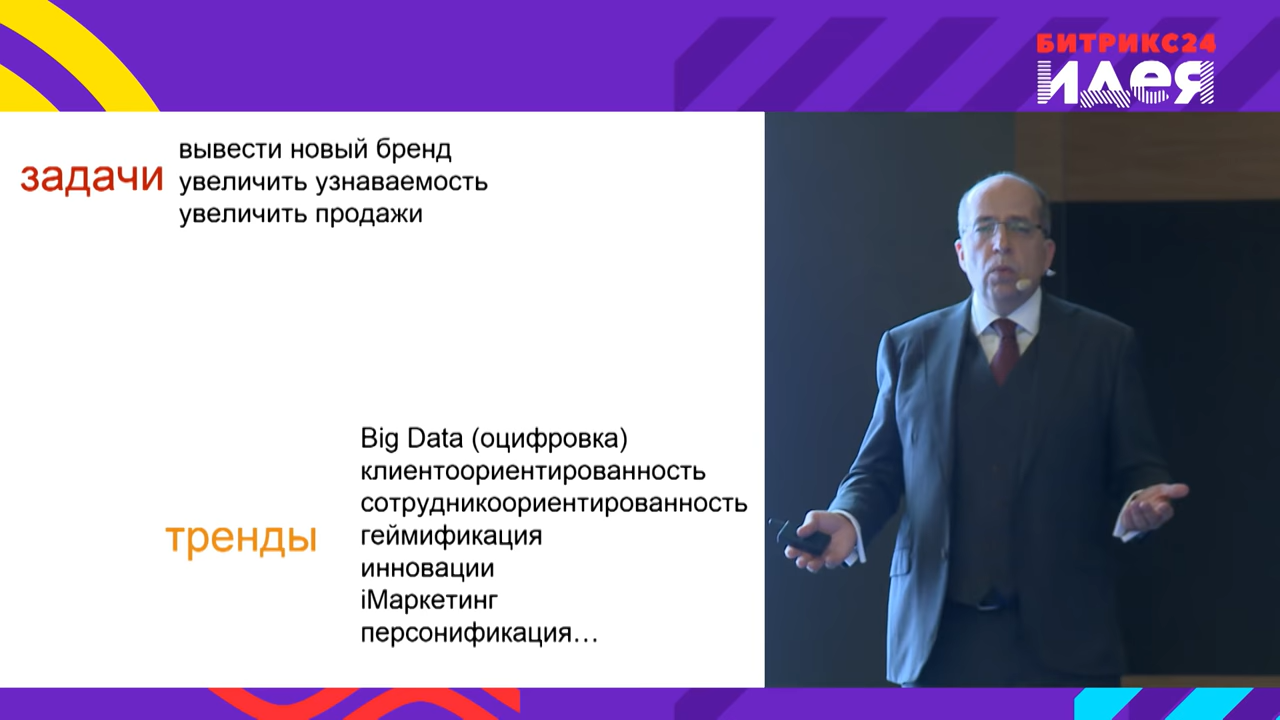 БИТРИКС24
ИДЕЯ
задачи
вывести новый бренд
увеличить узнаваемость
увеличить продажи
тренды
Big Data (оцифровка)
клиентоориентированность
сотрудникоориентированность
геймификация
инновации
iМаркетинг
персонификация…